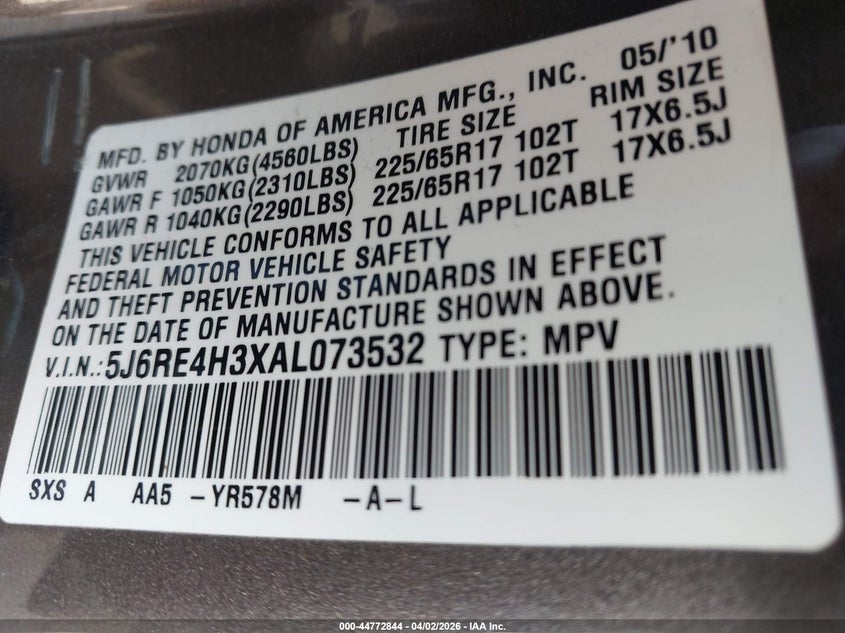 MFD. BY HONDA OF AMERICA MFG., INC. 05/'10
GVWR 2070KG(4560LBS) TIRE SIZE RIM SIZE
GAWR F 1050KG(2310LBS) 225/65R17 102T 17X6.5J
GAWR R 1040KG(2290LBS) 225/65R17 102T 17X6.5J
THIS VEHICLE CONFORMS TO ALL APPLICABLE
FEDERAL MOTOR VEHICLE SAFETY
AND THEFT PREVENTION STANDARDS IN EFFECT
ON THE DATE OF MANUFACTURE SHOWN ABOVE.
V.I.N.:5J6RE4H3XAL073532 TYPE: MPV
SXS A AA5 -YR578M -A-L
000-44772844 | 04/02/2026 - IAA Inc.